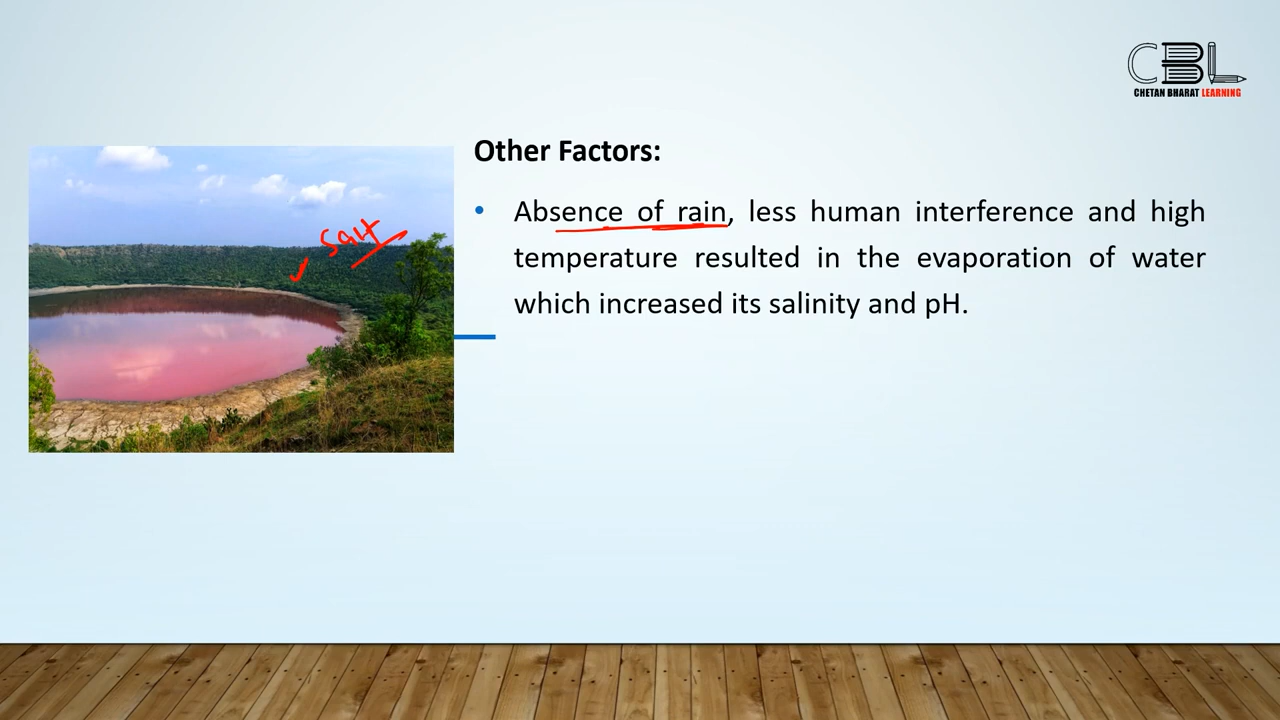 CBL
CHETAN BHARAT LEARNING
Other Factors:
• Absence of rain, less human interference and high
temperature resulted in the evaporation of water
which increased its salinity and pH.
Salt